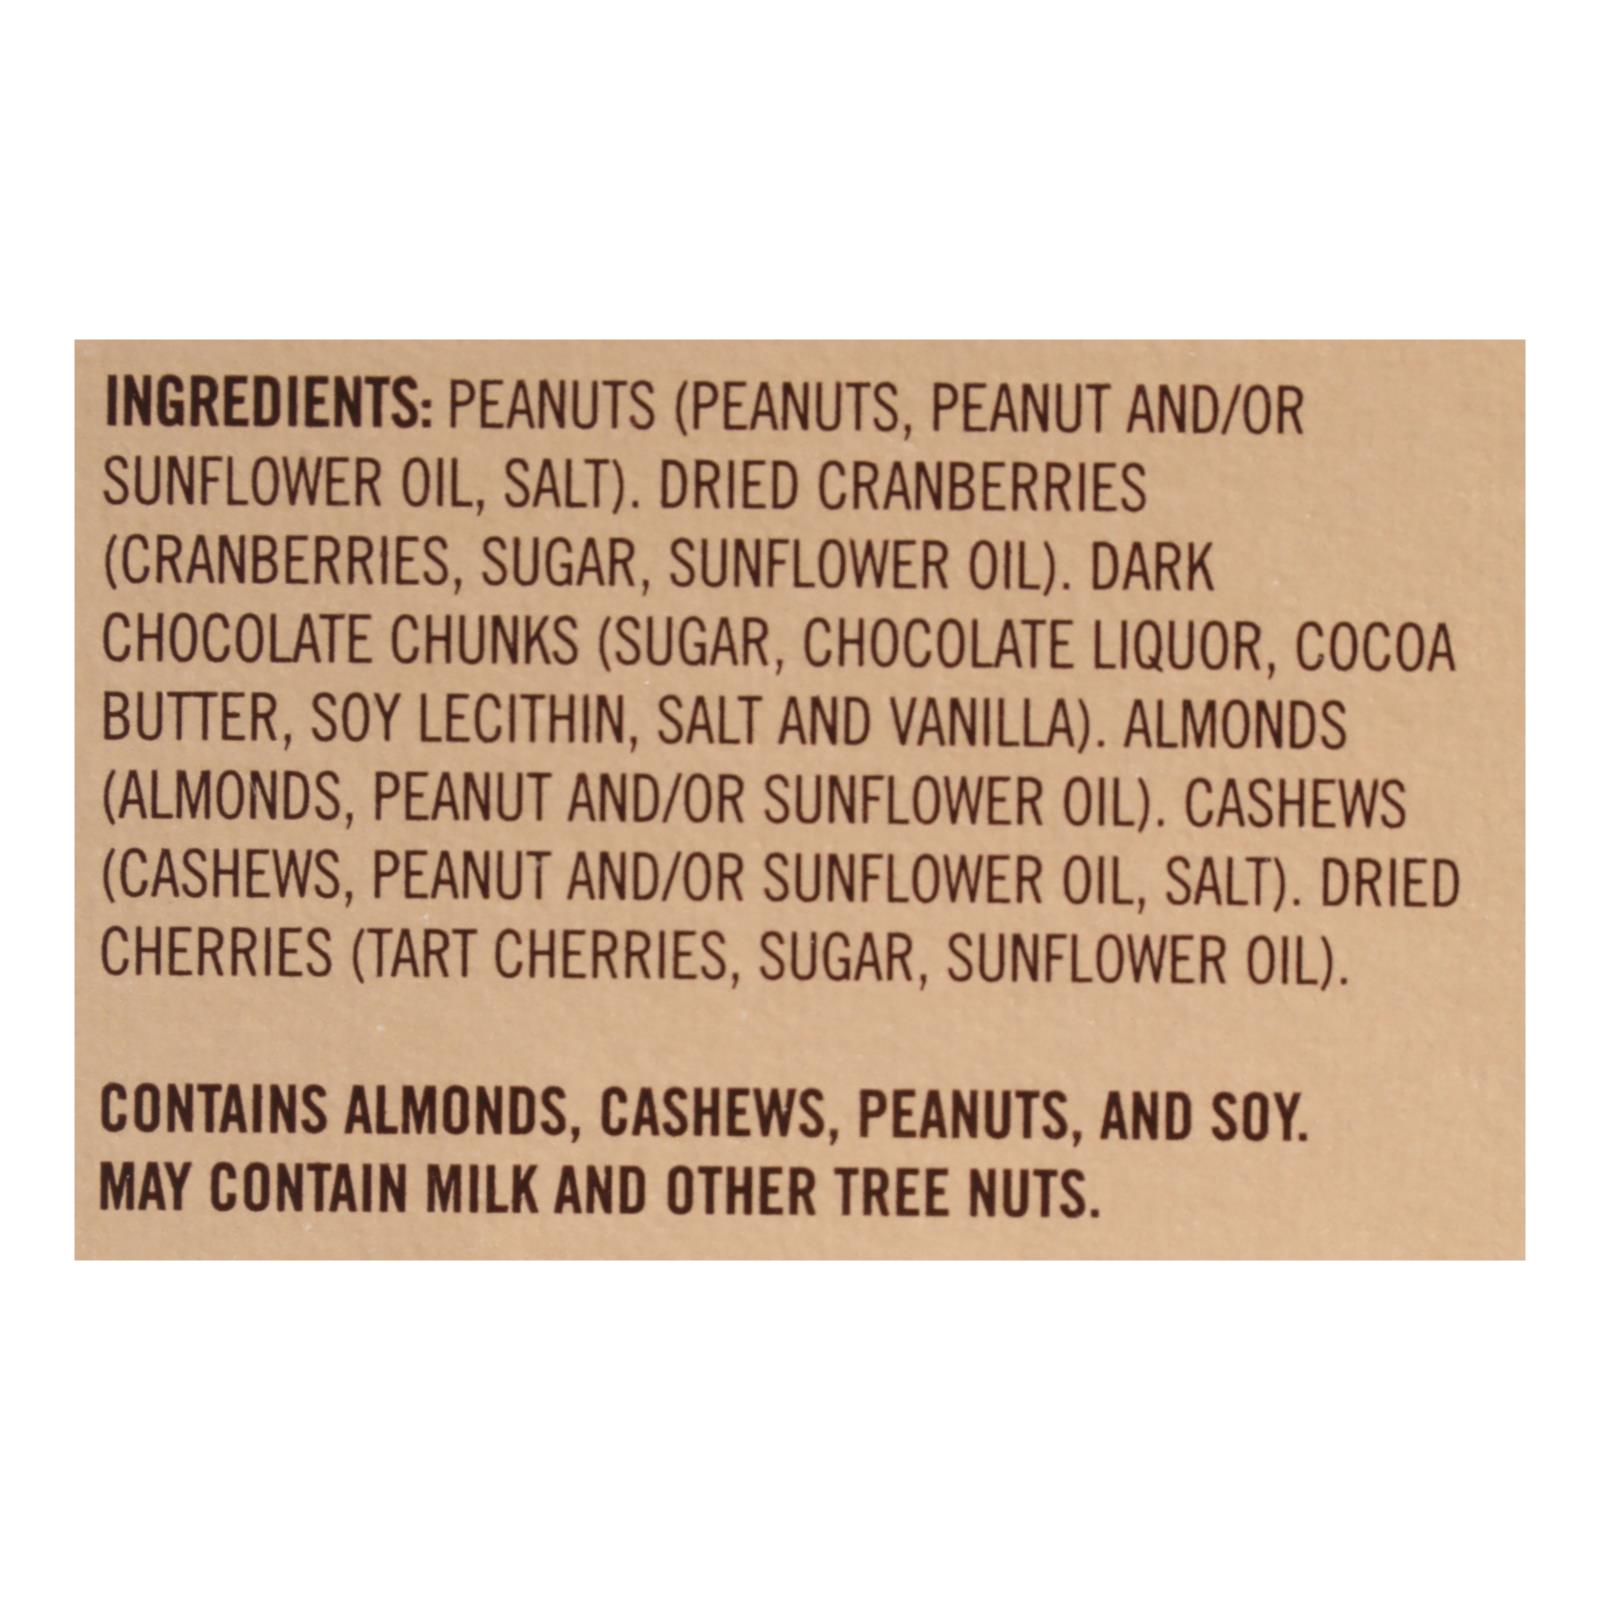 INGREDIENTS: PEANUTS (PEANUTS, PEANUT AND/OR
SUNFLOWER OIL, SALT). DRIED CRANBERRIES
(CRANBERRIES, SUGAR, SUNFLOWER OIL). DARK
CHOCOLATE CHUNKS (SUGAR, CHOCOLATE LIQUOR, COCOA
BUTTER, SOY LECITHIN, SALT AND VANILLA). ALMONDS
(ALMONDS, PEANUT AND/OR SUNFLOWER OIL). CASHEWS
(CASHEWS, PEANUT AND/OR SUNFLOWER OIL, SALT). DRIED
CHERRIES (TART CHERRIES, SUGAR, SUNFLOWER OIL).
CONTAINS ALMONDS, CASHEWS, PEANUTS, AND SOY.
MAY CONTAIN MILK AND OTHER TREE NUTS.